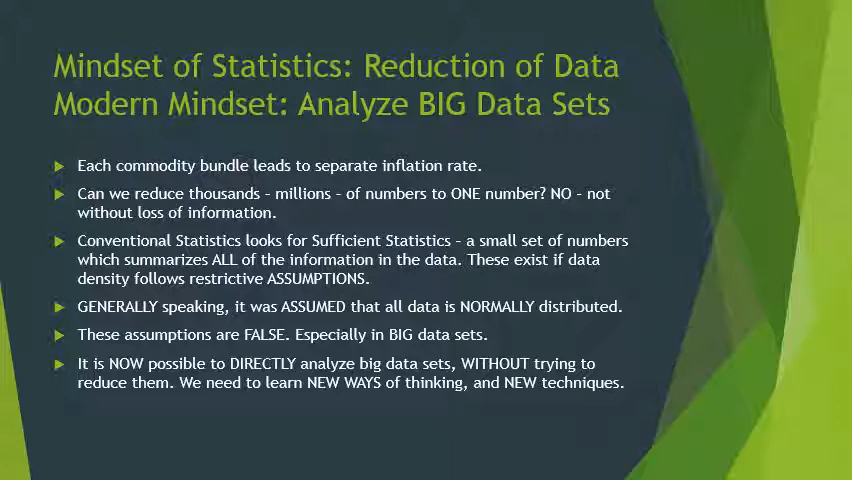 Mindset of Statistics: Reduction of Data
Modern Mindset: Analyze BIG Data Sets
Each commodity bundle leads to separate inflation rate.
Can we reduce thousands – millions – of numbers to ONE number? NO – not
without loss of information.
Conventional Statistics looks for Sufficient Statistics – a small set of numbers
which summarizes ALL of the information in the data. These exist if data
density follows restrictive ASSUMPTIONS.
GENERALLY speaking, it was ASSUMED that all data is NORMALLY distributed.
These assumptions are FALSE. Especially in BIG data sets.
It is NOW possible to DIRECTLY analyze big data sets, WITHOUT trying to
reduce them. We need to learn NEW WAYS of thinking, and NEW techniques.